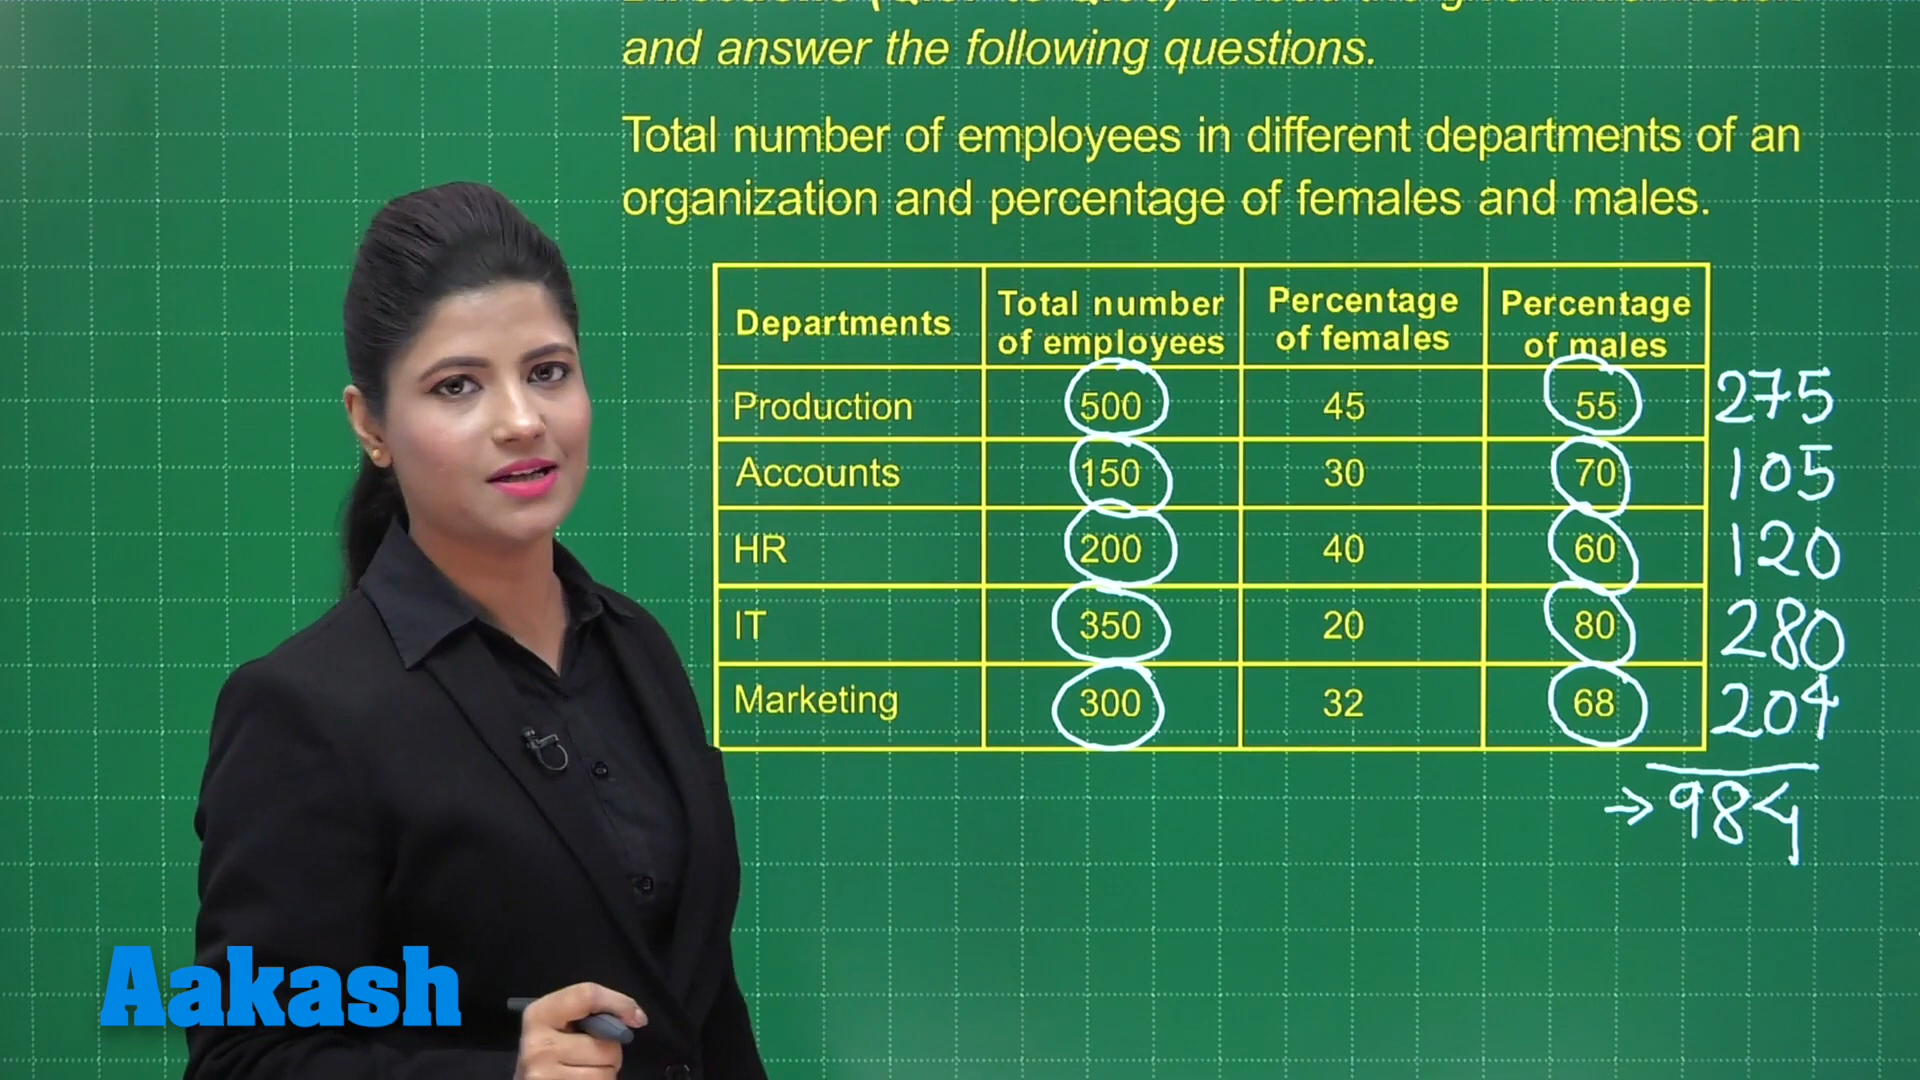 and answer the following questions.
Total number of employees in different departments of an
organization and percentage of females and males.
Departments Total number of employees Percentage of females Percentage of males
Production 500 45 55 275
Accounts 150 30 70 105
HR 200 40 60 120
IT 350 20 80 280
Marketing 300 32 68 204
→ 984
Aakash